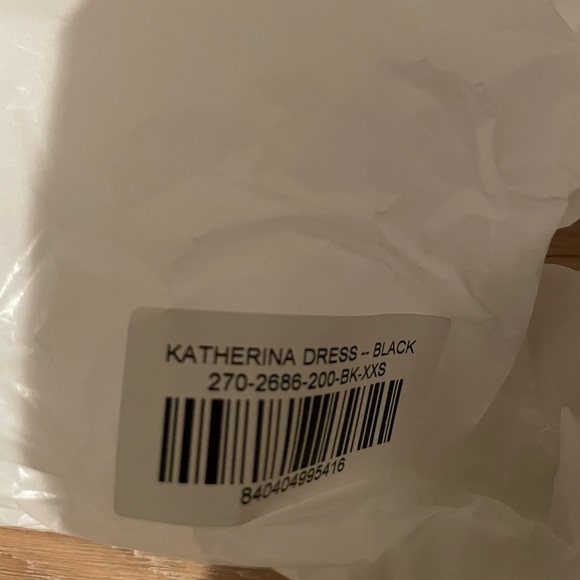 KATHERINA DRESS -- BLACK
270-2686-200-BK-XXS
840404995416